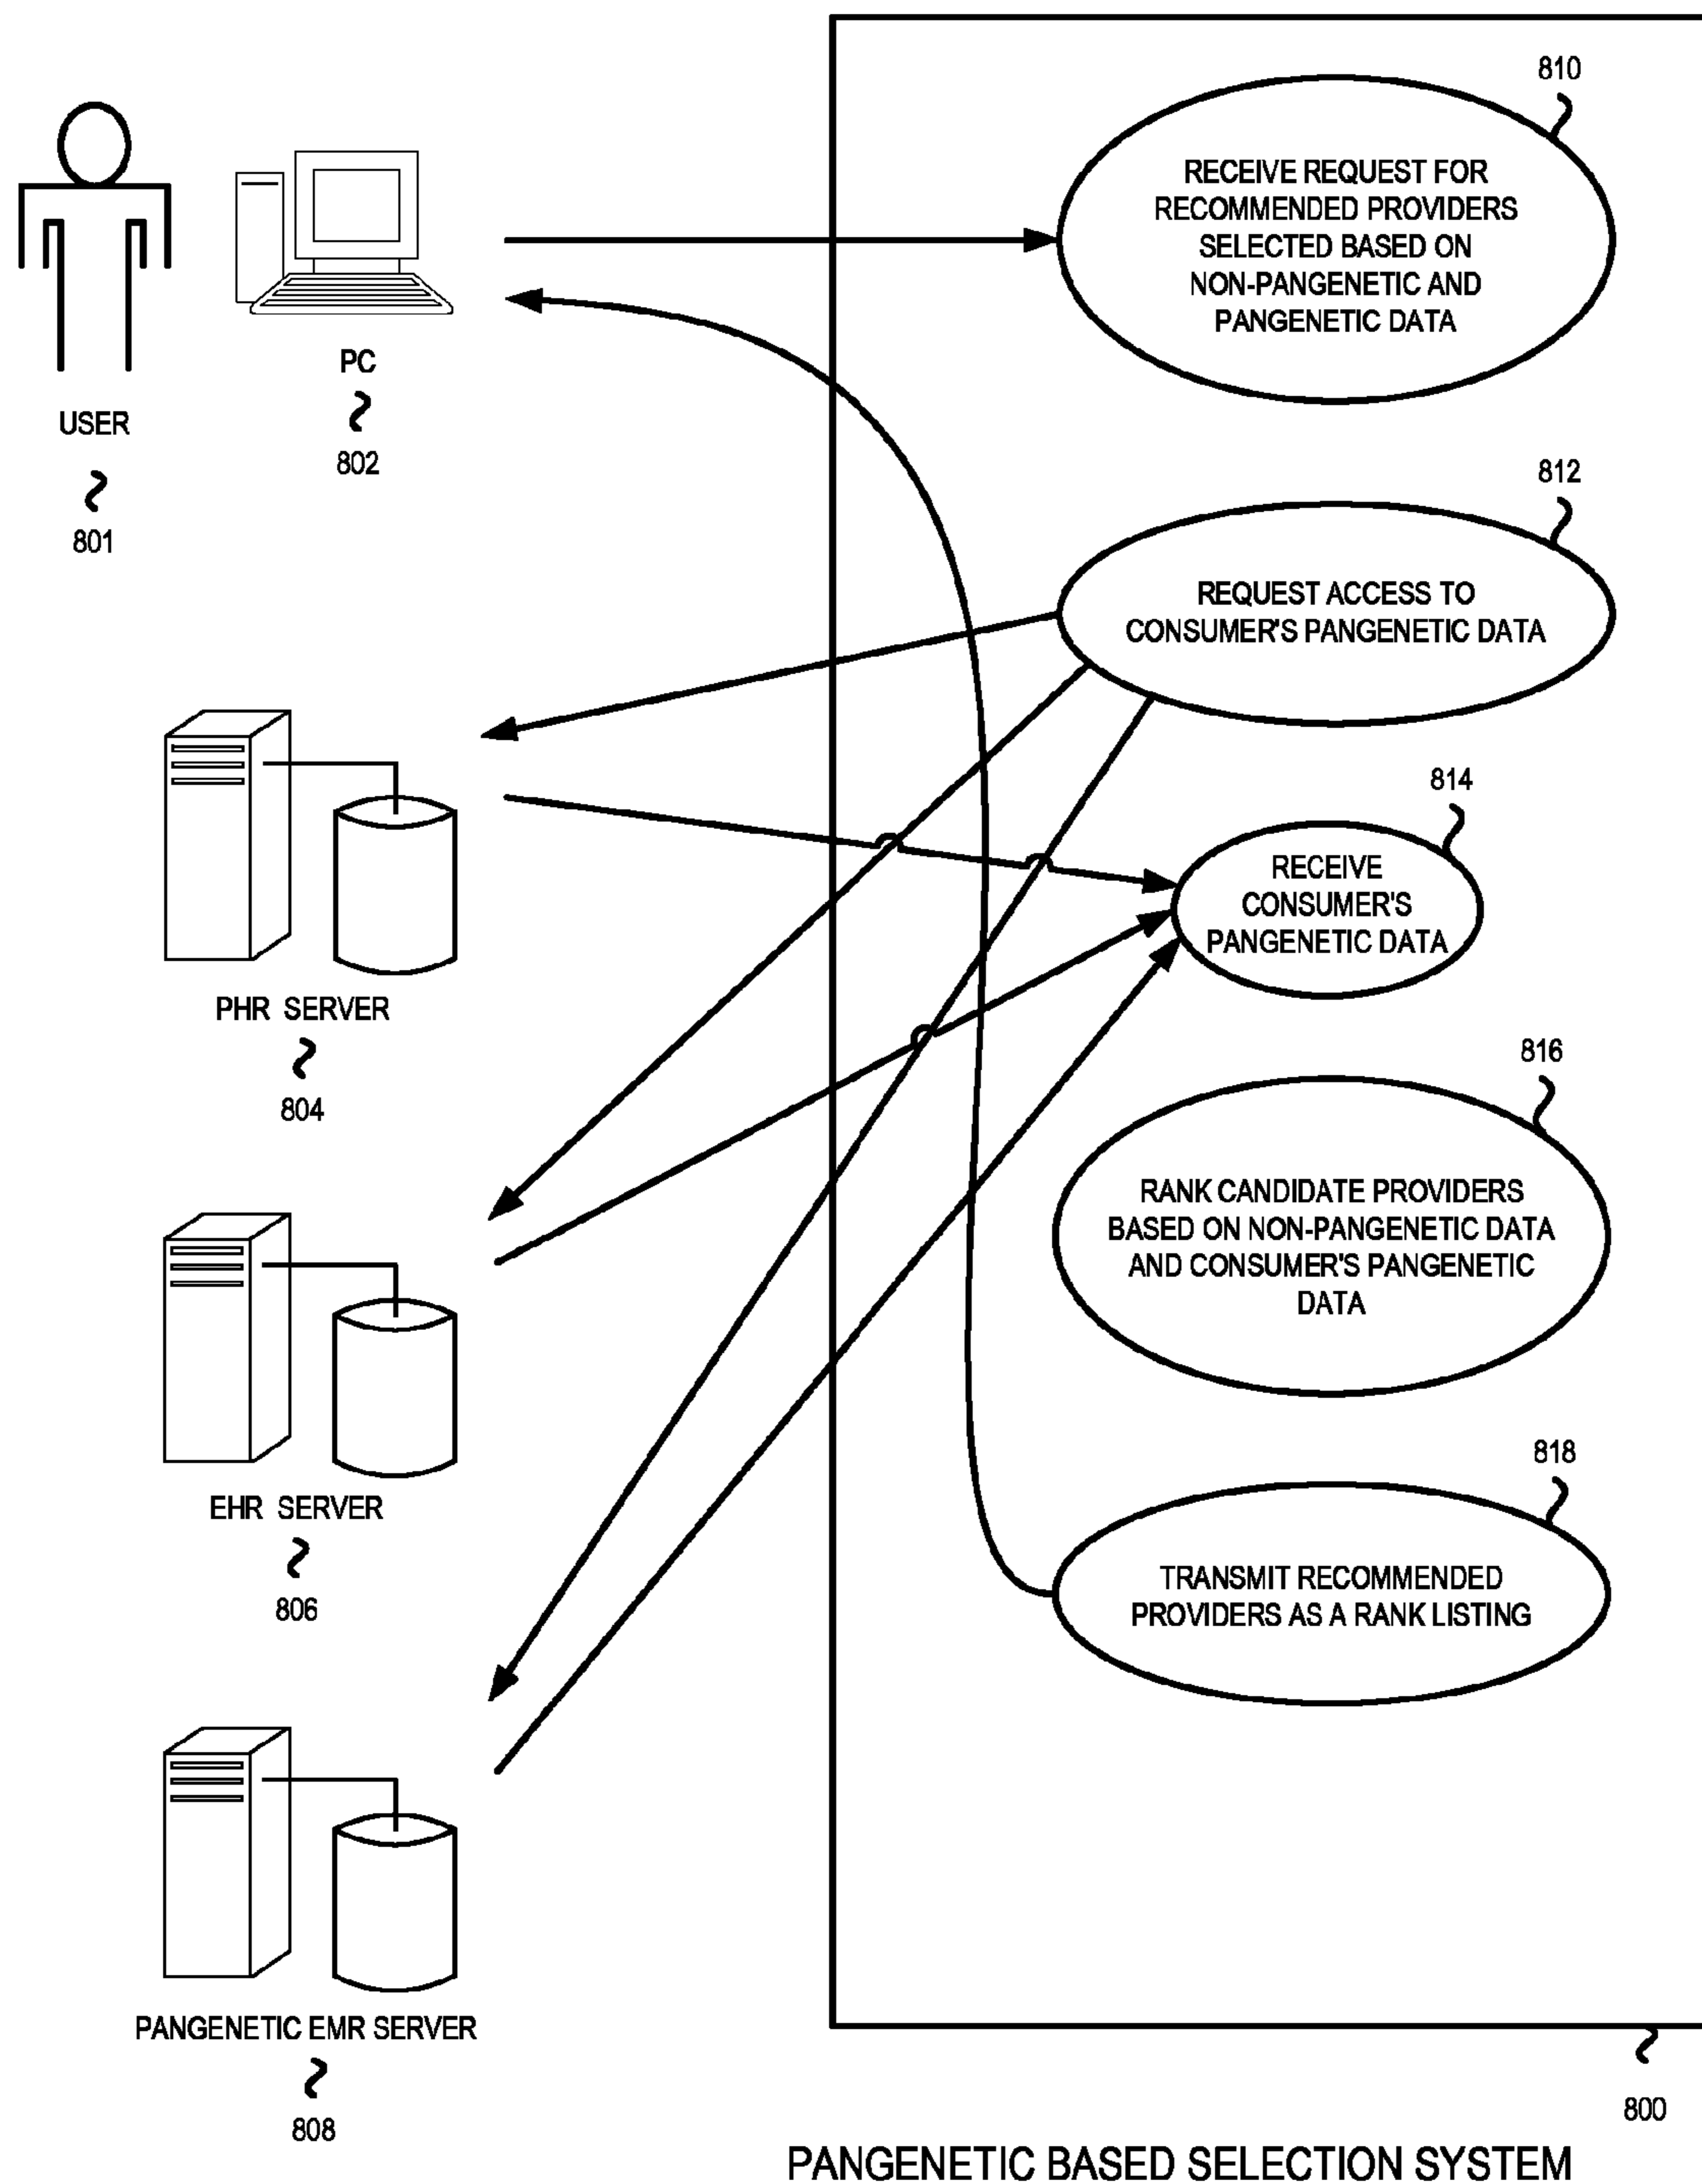 810
RECEIVE REQUEST FOR
RECOMMENDED PROVIDERS
SELECTED BASED ON
NON-PANGENETIC AND
PANGENETIC DATA
PC
802
USER
801
812
REQUEST ACCESS TO
CONSUMER'S PANGENETIC DATA
814
RECEIVE
CONSUMER'S
PANGENETIC DATA
PHR SERVER
804
816
RANK CANDIDATE PROVIDERS
BASED ON NON-PANGENETIC DATA
AND CONSUMER'S PANGENETIC
DATA
EHR SERVER
806
818
TRANSMIT RECOMMENDED
PROVIDERS AS A RANK LISTING
PANGENETIC EMR SERVER
808
800
PANGENETIC BASED SELECTION SYSTEM